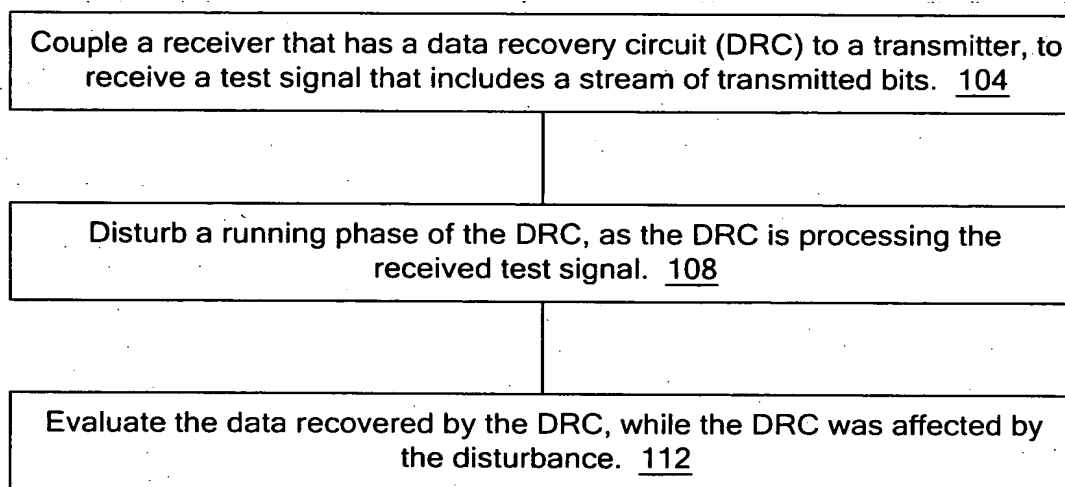 Couple a receiver that has a data recovery circuit (DRC) to a transmitter, to
receive a test signal that includes a stream of transmitted bits. 104
Disturb a running phase of the DRC, as the DRC is processing the
received test signal. 108
Evaluate the data recovered by the DRC, while the DRC was affected by
the disturbance. 112